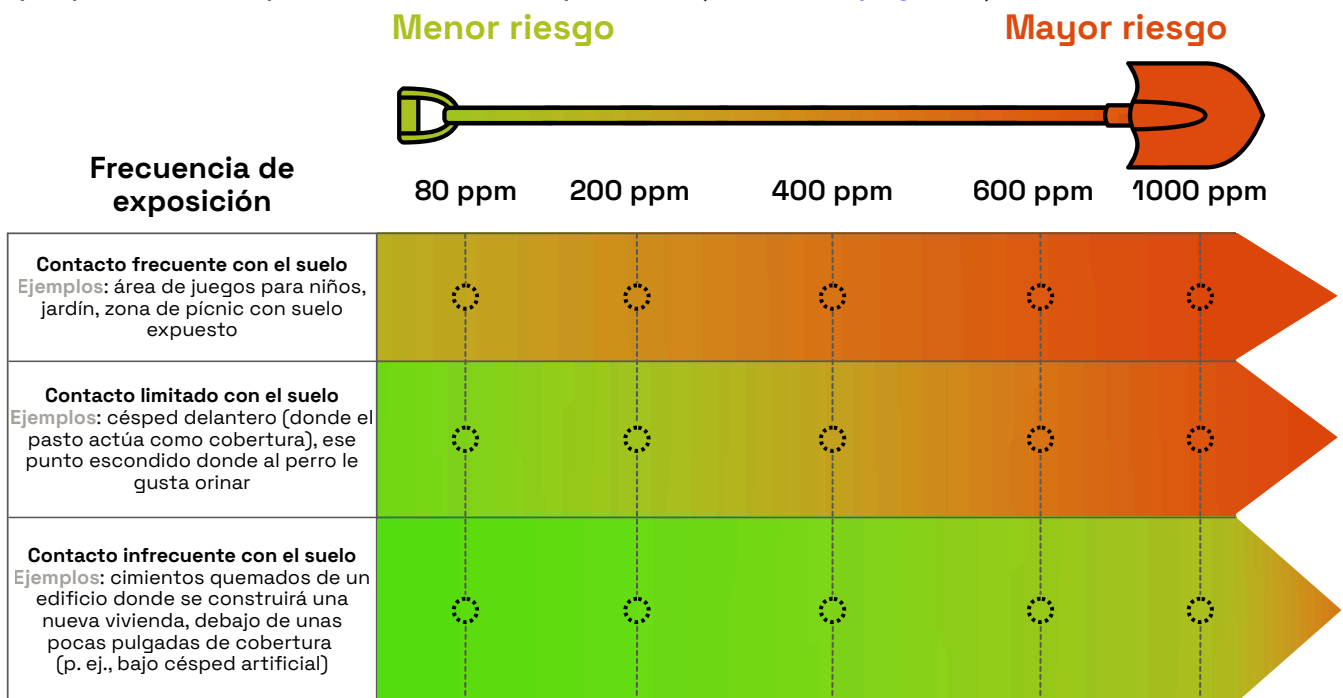 Menor riesgo
Mayor riesgo
Frecuencia de
exposición
80 ppm
200 ppm
400 ppm
600 ppm
1000 ppm
Contacto frecuente con el suelo
Ejemplos: área de juegos para niños,
jardín, zona de pícnic con suelo
expuesto
Contacto limitado con el suelo
Ejemplos: césped delantero (donde el
pasto actúa como cobertura), ese
punto escondido donde al perro le
gusta orinar
Contacto infrecuente con el suelo
Ejemplos: cimientos quemados de un
edificio donde se construirá una
nueva vivienda, debajo de unas
pocas pulgadas de cobertura
(p. ej., bajo césped artificial)